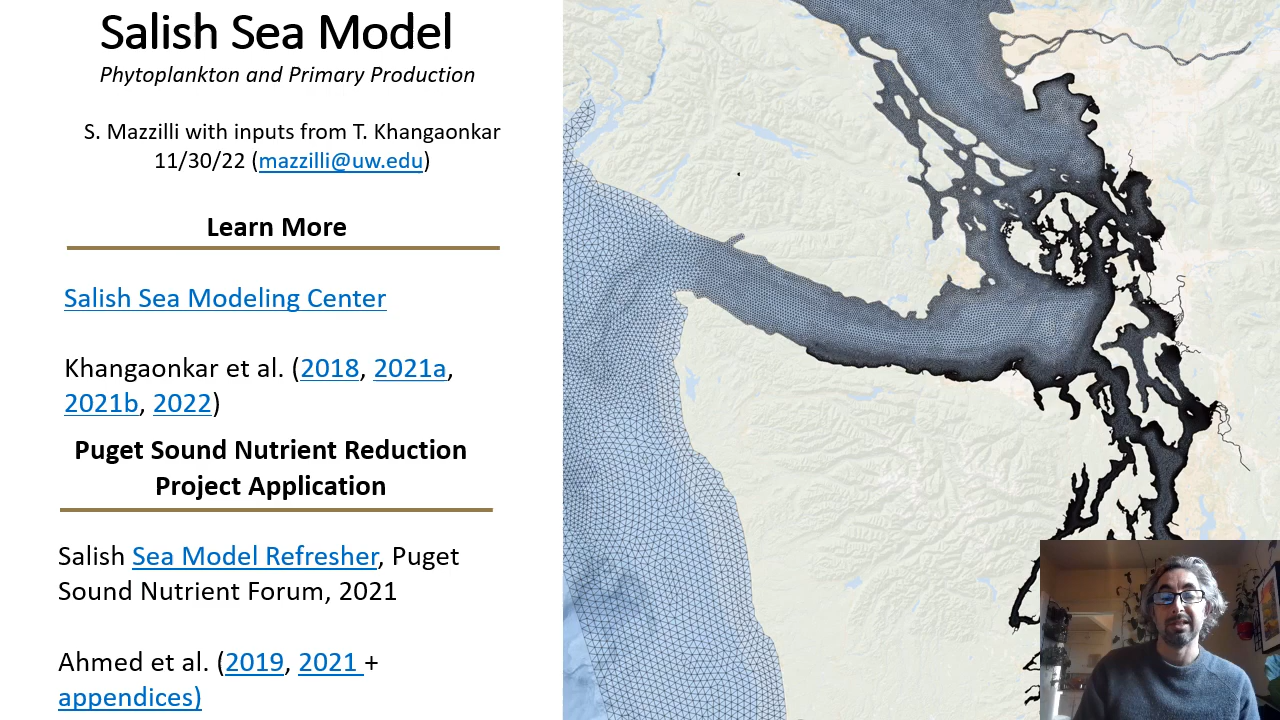 Salish Sea Model
Phytoplankton and Primary Production
S. Mazzilli with inputs from T. Khangaonkar
11/30/22 (mazzilli@uw.edu)
Learn More
Salish Sea Modeling Center
Khangaonkar et al. (2018, 2021a,
2021b, 2022)
Puget Sound Nutrient Reduction
Project Application
Salish Sea Model Refresher, Puget
Sound Nutrient Forum, 2021
Ahmed et al. (2019, 2021 +
appendices)